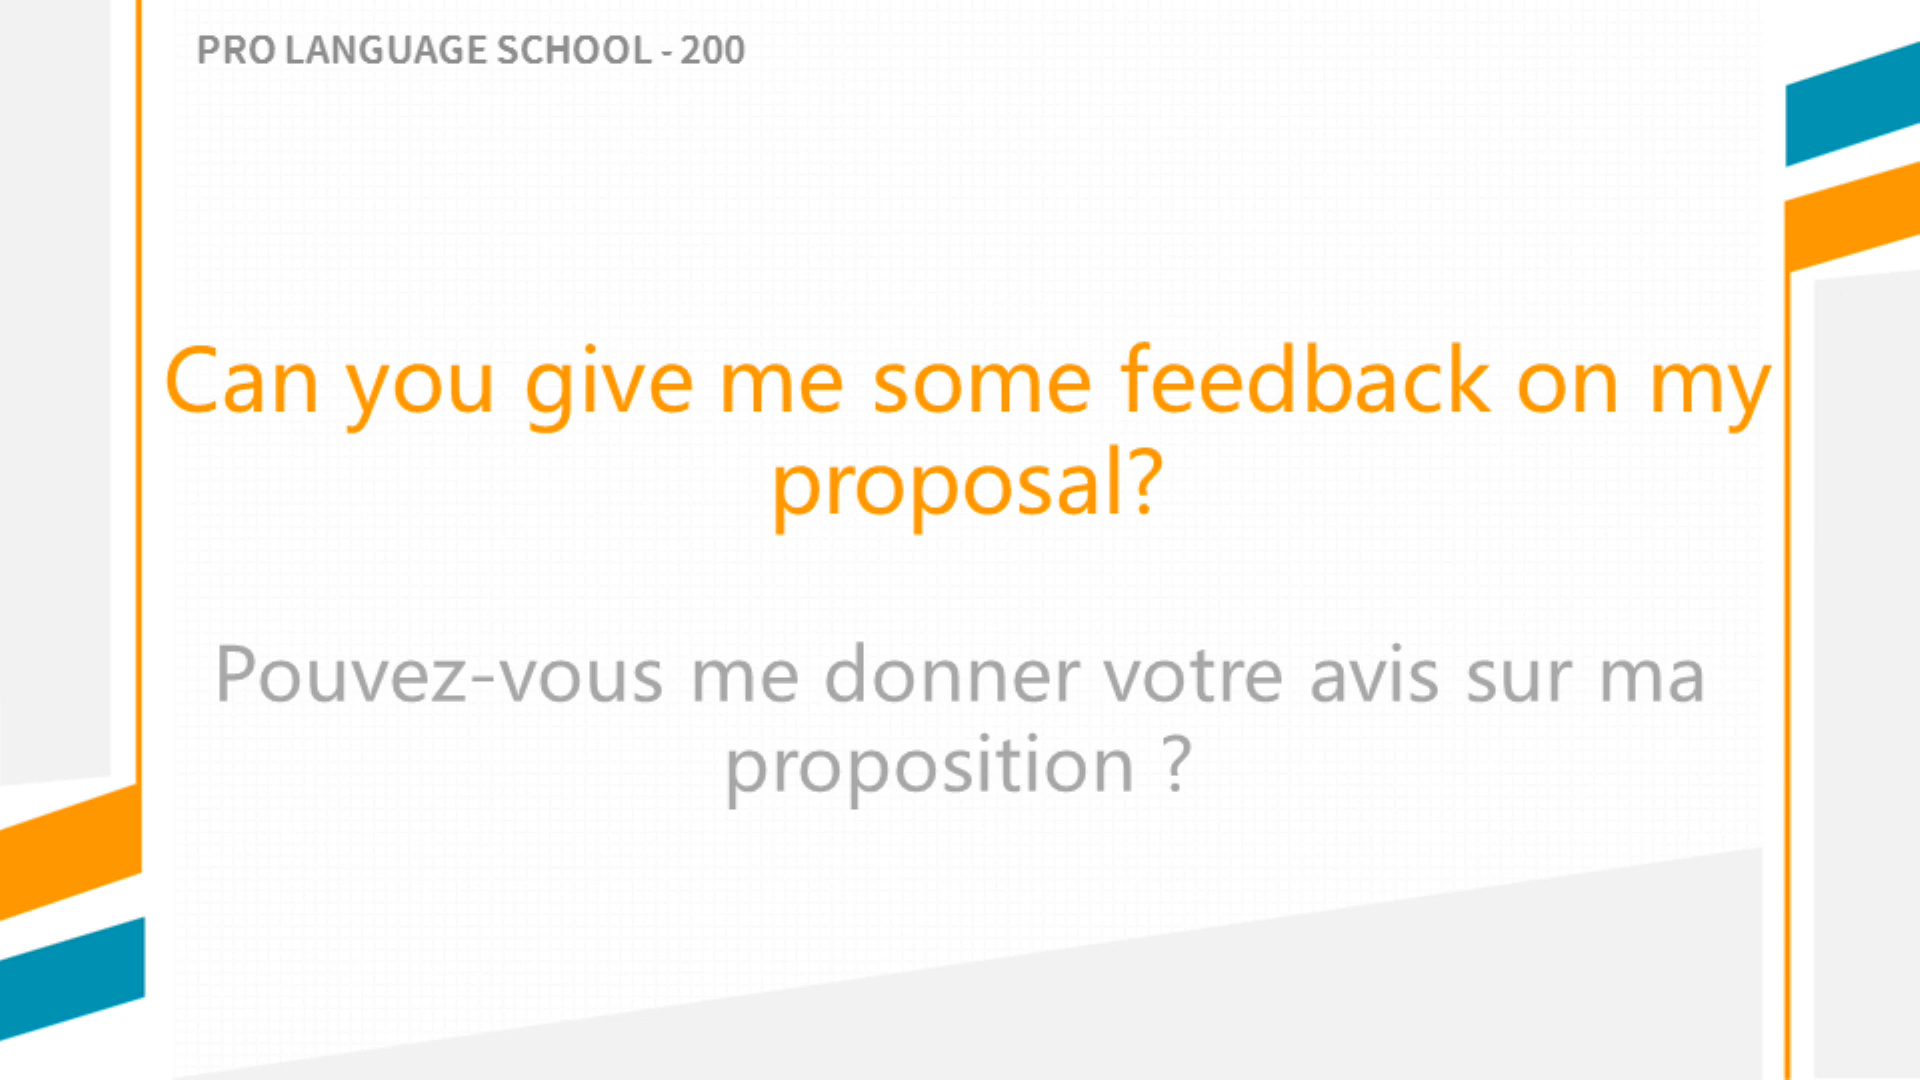 PRO LANGUAGE SCHOOL - 200
Can you give me some feedback on my
proposal?
Pouvez-vous me donner votre avis sur ma
proposition ?